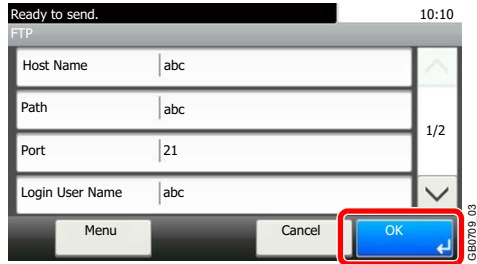 Ready to send. 10:10
FTP
Host Name abc
Path abc
Port 21
1/2
Login User Name abc
Menu Cancel OK
GB0709_03